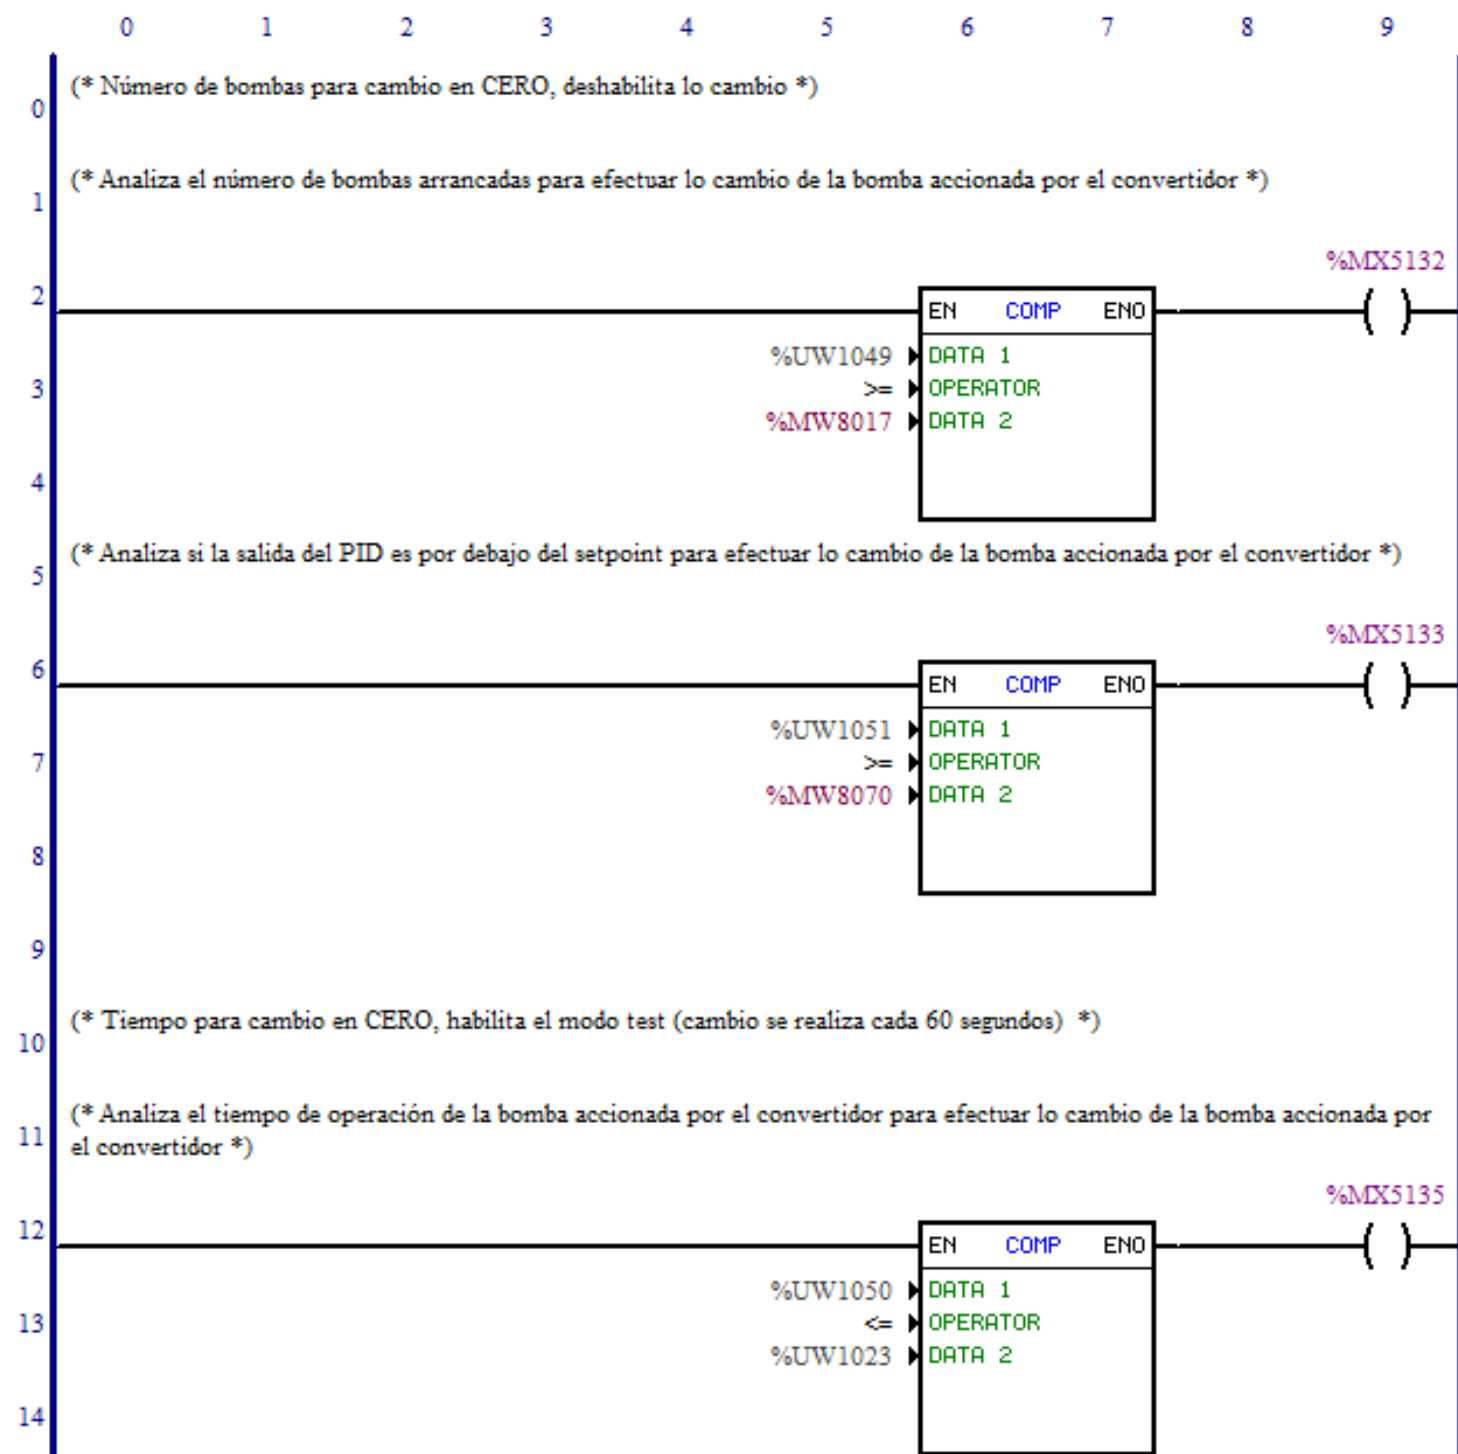 0 1 2 3 4 5 6 7 8 9
0
(* Número de bombas para cambio en CERO, deshabilita lo cambio *)
1
(* Analiza el número de bombas arrancadas para efectuar lo cambio de la bomba accionada por el convertidor *)
%MX5132
2
EN COMP ENO
( )
%UW1049 DATA 1
3
>= OPERATOR
%MW8017 DATA 2
4
(* Analiza si la salida del PID es por debajo del setpoint para efectuar lo cambio de la bomba accionada por el convertidor *)
5
%MX5133
6
EN COMP ENO
( )
%UW1051 DATA 1
7
>= OPERATOR
%MW8070 DATA 2
8
9
(* Tiempo para cambio en CERO, habilita el modo test (cambio se realiza cada 60 segundos) *)
10
(* Analiza el tiempo de operación de la bomba accionada por el convertidor para efectuar lo cambio de la bomba accionada por
11
el convertidor *)
%MX5135
12
EN COMP ENO
( )
%UW1050 DATA 1
13
<= OPERATOR
%UW1023 DATA 2
14